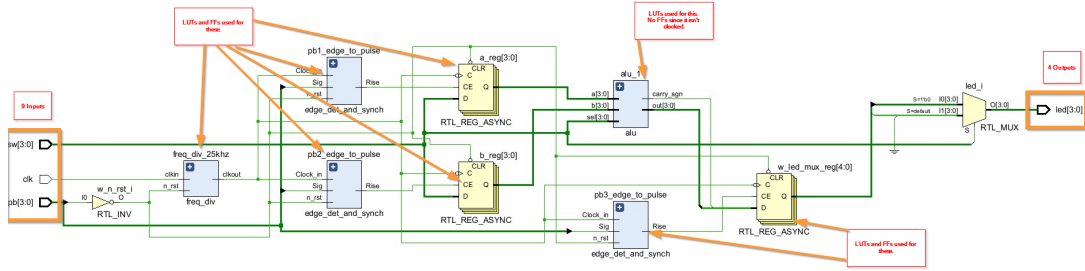 LUTs and FFs used for
these.
LUTs used for this.
No FFs since it isn't
clocked.
4 Outputs
9 Inputs
pb1_edge_to_pulse
Clock_in
Sig
Rise
n_rst
edge_det_and_synch
a_reg[3:0]
CLR
C
CE
Q
D
RTL_REG_ASYNC
alu_1
a[3:0]
carry_sgn
b[3:0]
out[3:0]
sel[3:0]
alu
led_i
S=1'b0
I0[3:0]
S=default
I1[3:0]
O[3:0]
S
RTL_MUX
led[3:0]
sw[3:0]
clk
pb[3:0]
w_n_rst_i
I0
O
RTL_INV
freq_div_25khz
clkin
clkout
n_rst
freq_div
pb2_edge_to_pulse
Clock_in
Sig
Rise
n_rst
edge_det_and_synch
b_reg[3:0]
CLR
C
CE
Q
D
RTL_REG_ASYNC
pb3_edge_to_pulse
Clock_in
Sig
Rise
n_rst
edge_det_and_synch
w_led_mux_reg[4:0]
CLR
C
CE
Q
D
RTL_REG_ASYNC
LUTs and FFs used for
these.